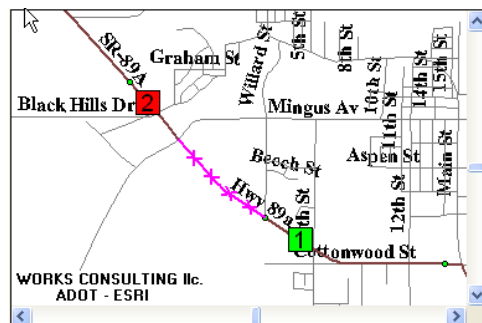 SR-89A
Graham St
Willard St
5th St
8th St
10th St
11th St
14th St
15th St
Black Hills Dr
2
Mingus Av
Beech St
Aspen St
Main St
Hwy 89a
th St
12th St
1
Cottonwood St
WORKS CONSULTING llc.
ADOT - ESRI